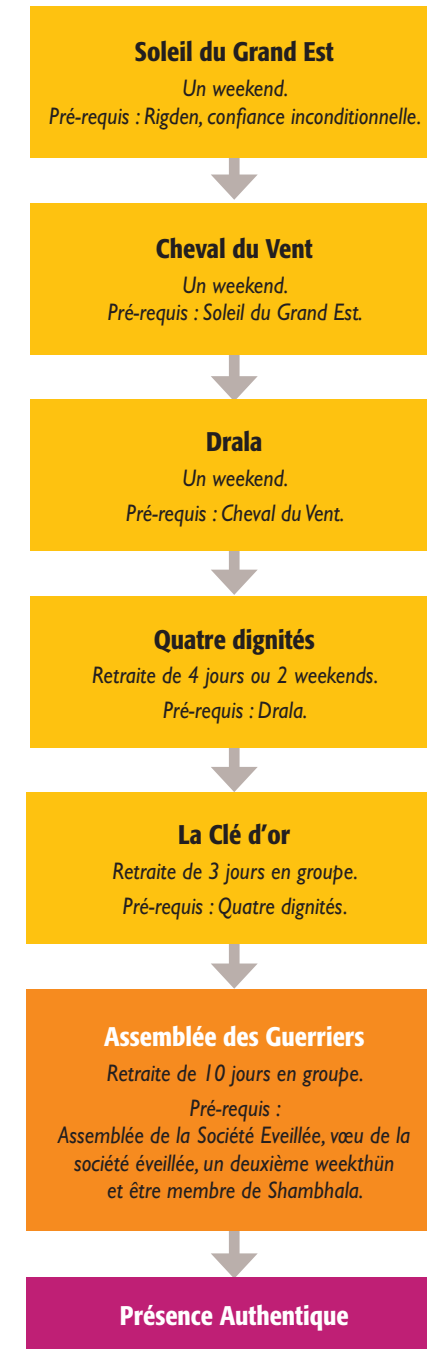 Soleil du Grand Est
Un weekend.
Pré-requis : Rigden, confiance inconditionnelle.
Cheval du Vent
Un weekend.
Pré-requis : Soleil du Grand Est.
Drala
Un weekend.
Pré-requis : Cheval du Vent.
Quatre dignités
Retraite de 4 jours ou 2 weekends.
Pré-requis : Drala.
La Clé d'or
Retraite de 3 jours en groupe.
Pré-requis : Quatre dignités.
Assemblée des Guerriers
Retraite de 10 jours en groupe.
Pré-requis :
Assemblée de la Société Eveillée, vœu de la
société éveillée, un deuxième weekthün
et être membre de Shambhala.
Présence Authentique